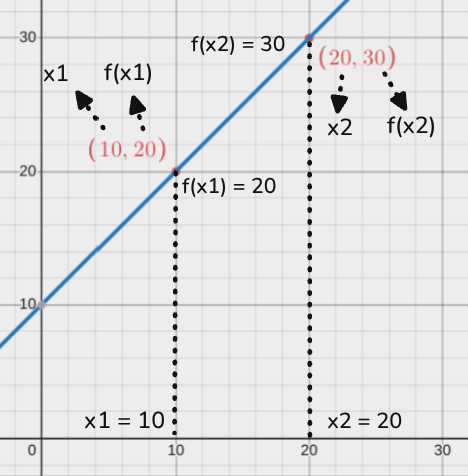 30
f(x2) = 30
(20, 30)
x1
f(x1)
x2
f(x2)
(10, 20)
20
f(x1) = 20
10
x1 = 10
x2 = 20
0
10
20
30